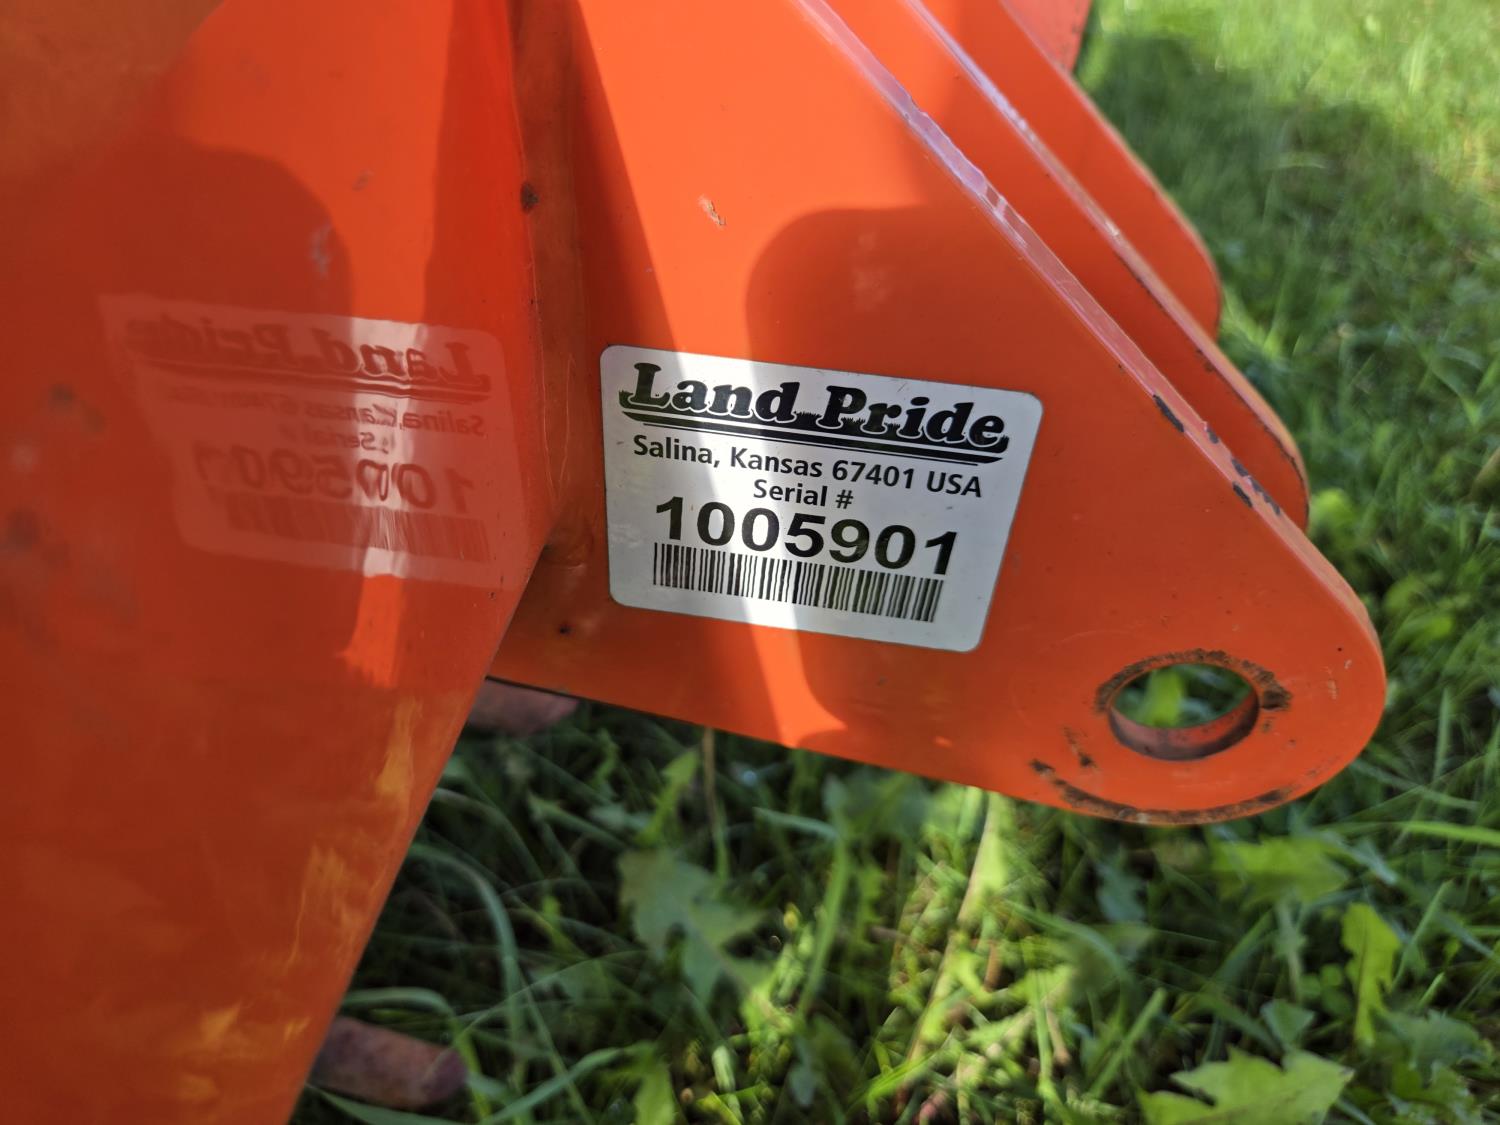 Land Pride
Salina, Kansas 67401 USA
Serial #
1005901